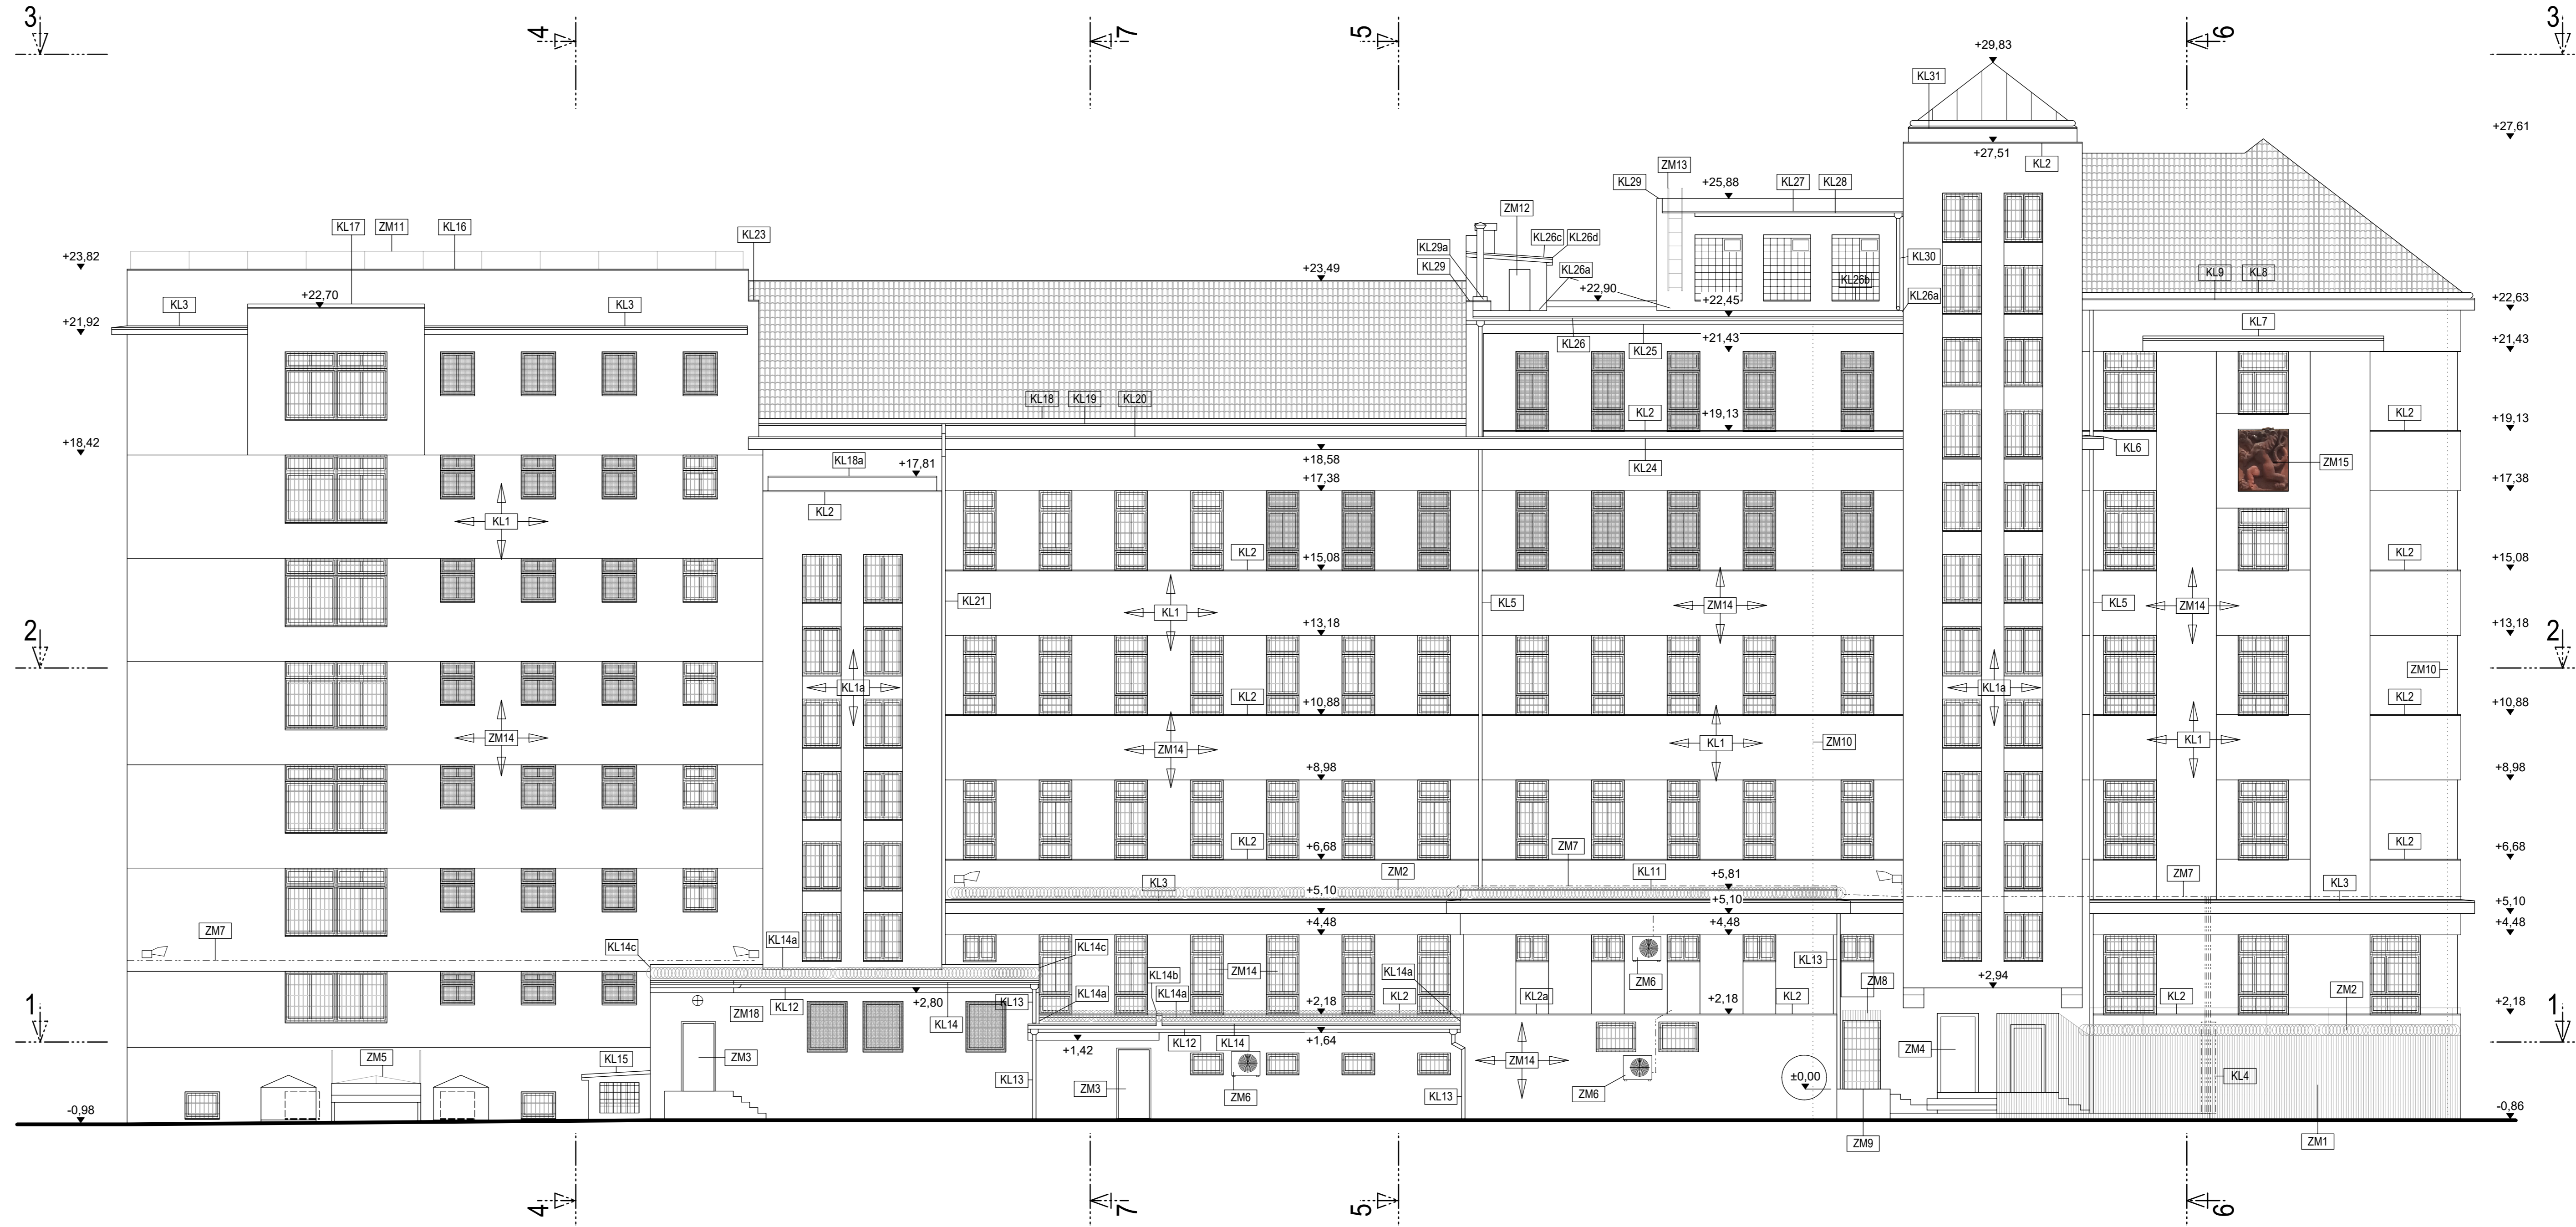 3 4 7 5 6 3
+29,83
KL31
+27,61
+27,51
KL2
ZM13
KL29 +25,88 KL27 KL28
ZM12
KL17 ZM11 KL16
KL23
KL26c KL26d
KL29a
+23,82
KL30
KL29 +23,49 KL26a
KL9 KL8
KL26b
+22,90
+22,70
KL26a
KL3 KL3
+22,45
+22,63
+21,92
KL7
+21,43
+21,43
KL26 KL25
KL18 KL19 KL20
KL2 +19,13
KL2 +19,13
+18,42
KL6
KL24
+18,58
KL18a +17,81
ZM15
+17,38
+17,38
KL2
KL1
KL2 +15,08
KL2 +15,08
KL21
KL5
ZM14
KL5
ZM14
KL1
+13,18
+13,18
2 2
ZM10
KL1a
KL1a
KL2 +10,88
KL2 +10,88
ZM14
KL1
ZM10
KL1
ZM14
+8,98
+8,98
KL2 +6,68
ZM7
KL2 +6,68
ZM2
KL11 +5,81
KL3
+5,10
ZM7
KL3
+5,10
+5,10
+4,48
+4,48
+4,48
ZM7
KL14c KL14a
KL14c
KL14b
ZM14
KL14a
KL13
ZM6
ZM8
+2,94
KL14a
KL2
KL2a
KL2
KL2
ZM2
+2,80
KL12
KL13
KL14a
+2,18
+2,18
+2,18
1 1
ZM18
KL14
KL12 KL14
+1,64
+1,42
ZM4
ZM3
ZM14
ZM5
KL15
KL13
ZM3
ZM6
ZM6
±0,00
KL4
KL13
-0,98
-0,86
ZM9
ZM1
4 7 5 6